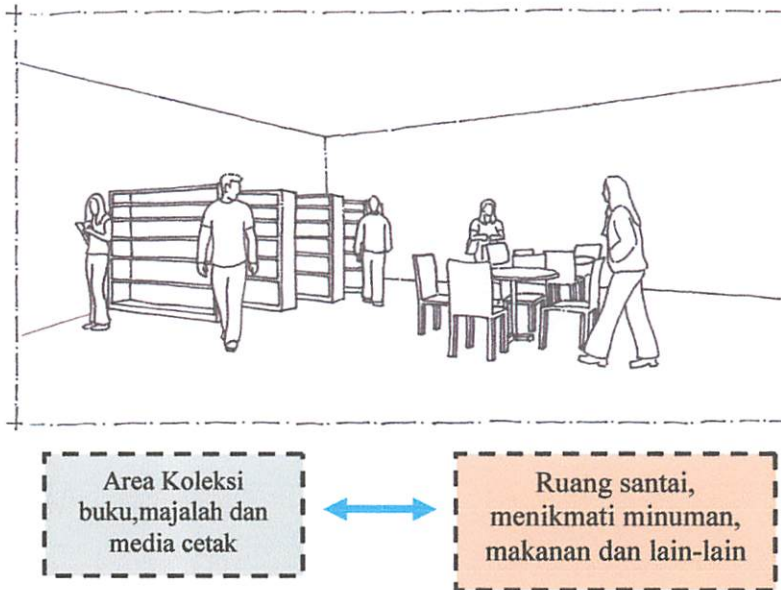 Area Koleksi
buku,majalah dan
media cetak
Ruang santai,
menikmati minuman,
makanan dan lain-lain